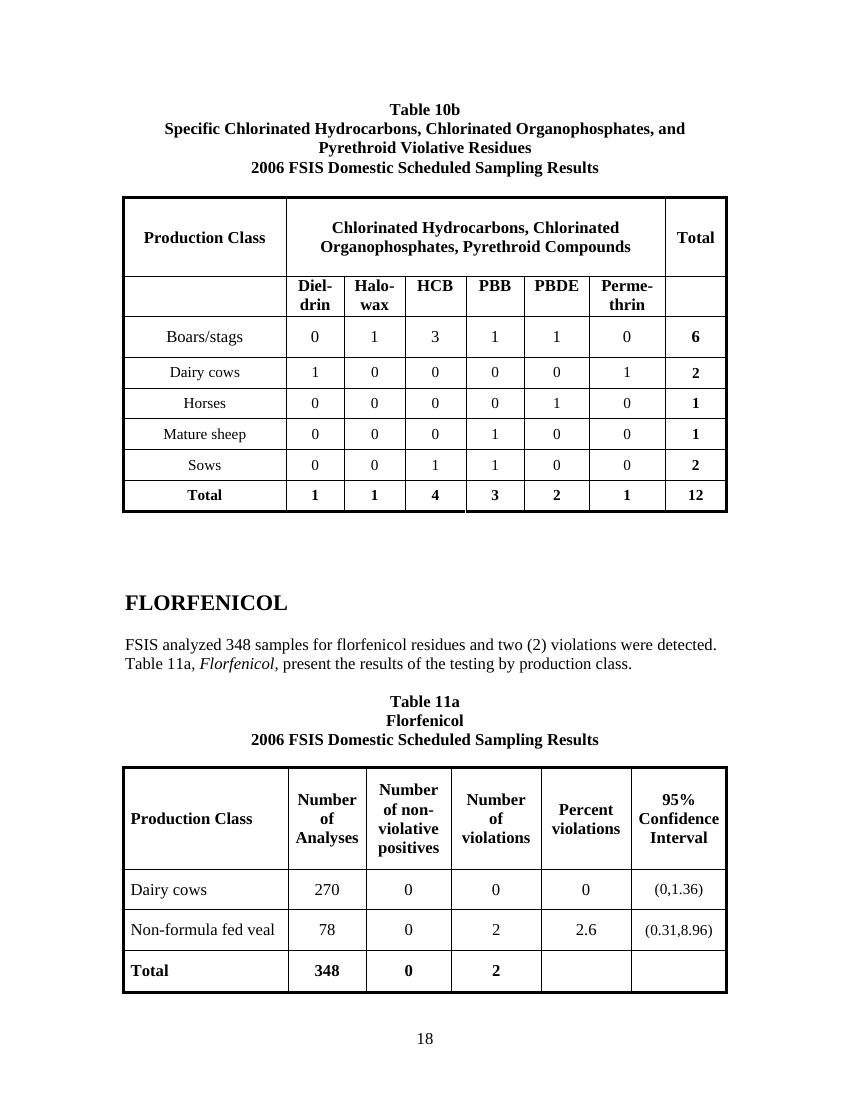 Table 10b
Specific Chlorinated Hydrocarbons, Chlorinated Organophosphates, and
Pyrethroid Violative Residues
2006 FSIS Domestic Scheduled Sampling Results
Production Class Chlorinated Hydrocarbons, Chlorinated Organophosphates, Pyrethroid Compounds Total
Diel-drin Halo-wax HCB PBB PBDE Perme-thrin
Boars/stags 0 1 3 1 1 0 6
Dairy cows 1 0 0 0 0 1 2
Horses 0 0 0 0 1 0 1
Mature sheep 0 0 0 1 0 0 1
Sows 0 0 1 1 0 0 2
Total 1 1 4 3 2 1 12
FLORFENICOL
FSIS analyzed 348 samples for florfenicol residues and two (2) violations were detected.
Table 11a, Florfenicol, present the results of the testing by production class.
Table 11a
Florfenicol
2006 FSIS Domestic Scheduled Sampling Results
Production Class Number of Analyses Number of non-violative positives Number of violations Percent violations 95% Confidence Interval
Dairy cows 270 0 0 0 (0,1.36)
Non-formula fed veal 78 0 2 2.6 (0.31,8.96)
Total 348 0 2
18